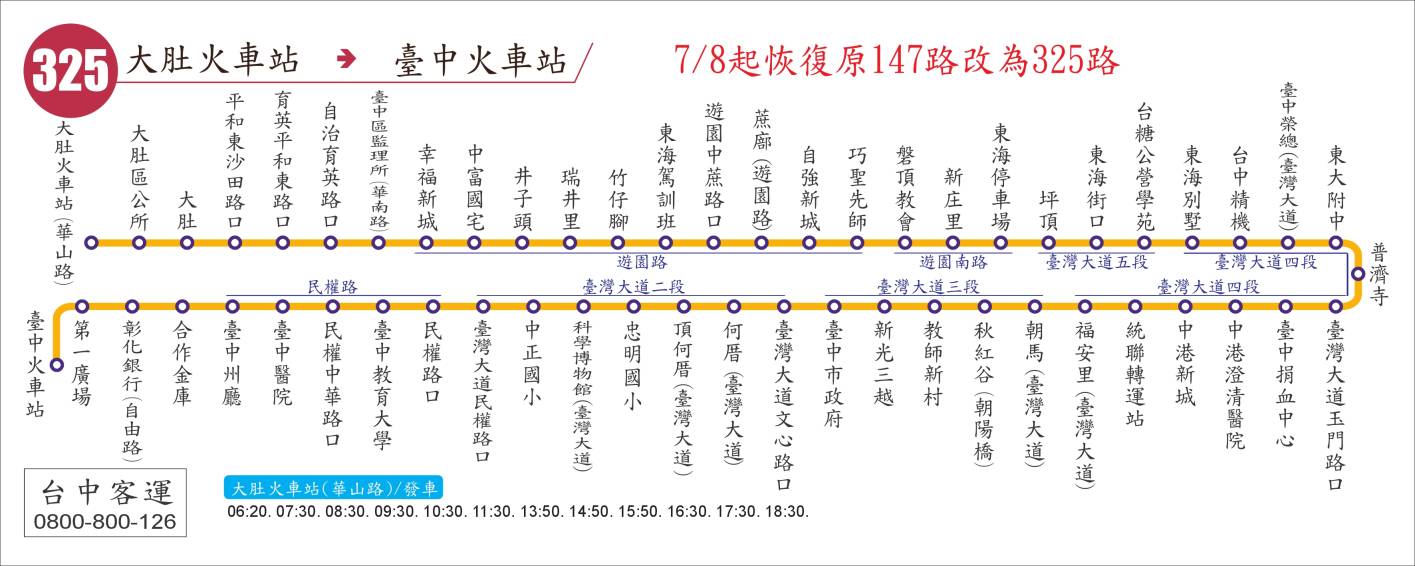 325
大肚火車站 → 臺中火車站
7/8起恢復原147路改為325路
大肚火車站(華山路)
大肚區公所
大肚
平和東沙田路口
育英平和東路口
自治育英路口
臺中區監理所(華南路)
幸福新城
中富國宅
井子頭
瑞井里
竹仔腳
東海駕訓班
遊園中蔗路口
蔗廍(遊園路)
自強新城
巧聖先師
磐頂教會
新庄里
東海停車場
坪頂
東海街口
台糖公營學苑
東海別墅
台中精機
臺中榮總(臺灣大道)
東大附中
遊園路
遊園南路
臺灣大道五段
臺灣大道四段
普濟寺
民權路
臺灣大道二段
臺灣大道三段
臺灣大道四段
臺中火車站
第一廣場
彰化銀行(自由路)
合作金庫
臺中州廳
臺中醫院
民權中華路口
臺中教育大學
民權路口
臺灣大道民權路口
中正國小
科學博物館(臺灣大道)
忠明國小
頂何厝(臺灣大道)
何厝(臺灣大道)
臺灣大道文心路口
臺中市政府
新光三越
教師新村
秋紅谷(朝陽橋)
朝馬(臺灣大道)
福安里(臺灣大道)
統聯轉運站
中港新城
中港澄清醫院
臺中捐血中心
臺灣大道玉門路口
台中客運
0800-800-126
大肚火車站(華山路)/發車
06:20. 07:30. 08:30. 09:30. 10:30. 11:30. 13:50. 14:50. 15:50. 16:30. 17:30. 18:30.